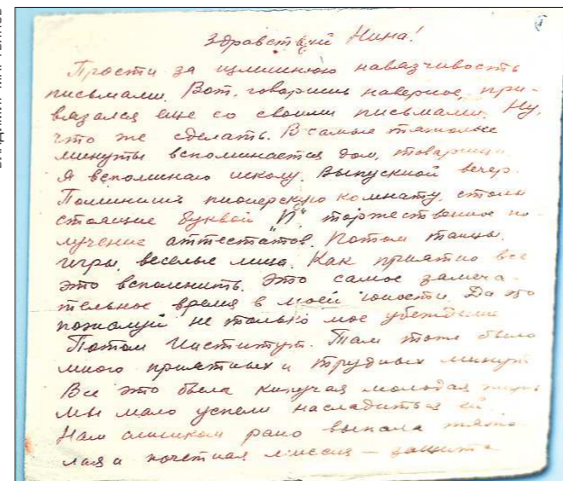 Здравствуй Нина!
Прости за излишнюю навязчивость
письмами. Вот, говоришь наверное, при-
вязался еще со своими письмами. Ну,
что же сделать. В самые тяжелые
минуты вспоминается дом, товарищи.
Я вспоминаю школу. Выпускной вечер.
Помнишь пионерскую комнату, столы
стоящие буквой "П", торжественное по-
лучение аттестатов. Потом танцы,
игры, веселые лица. Как приятно все
это вспомнить. Это самое замеча-
тельное время в моей юности. Да это
пожалуй не только мое убеждение
Потом Институт. Там тоже было
много приятных и трудных минут
Все это была кипучая молодая жизнь
Мы мало успели насладиться ей.
Нам слишком рано выпала тяже-
лая и почетная миссия – защита